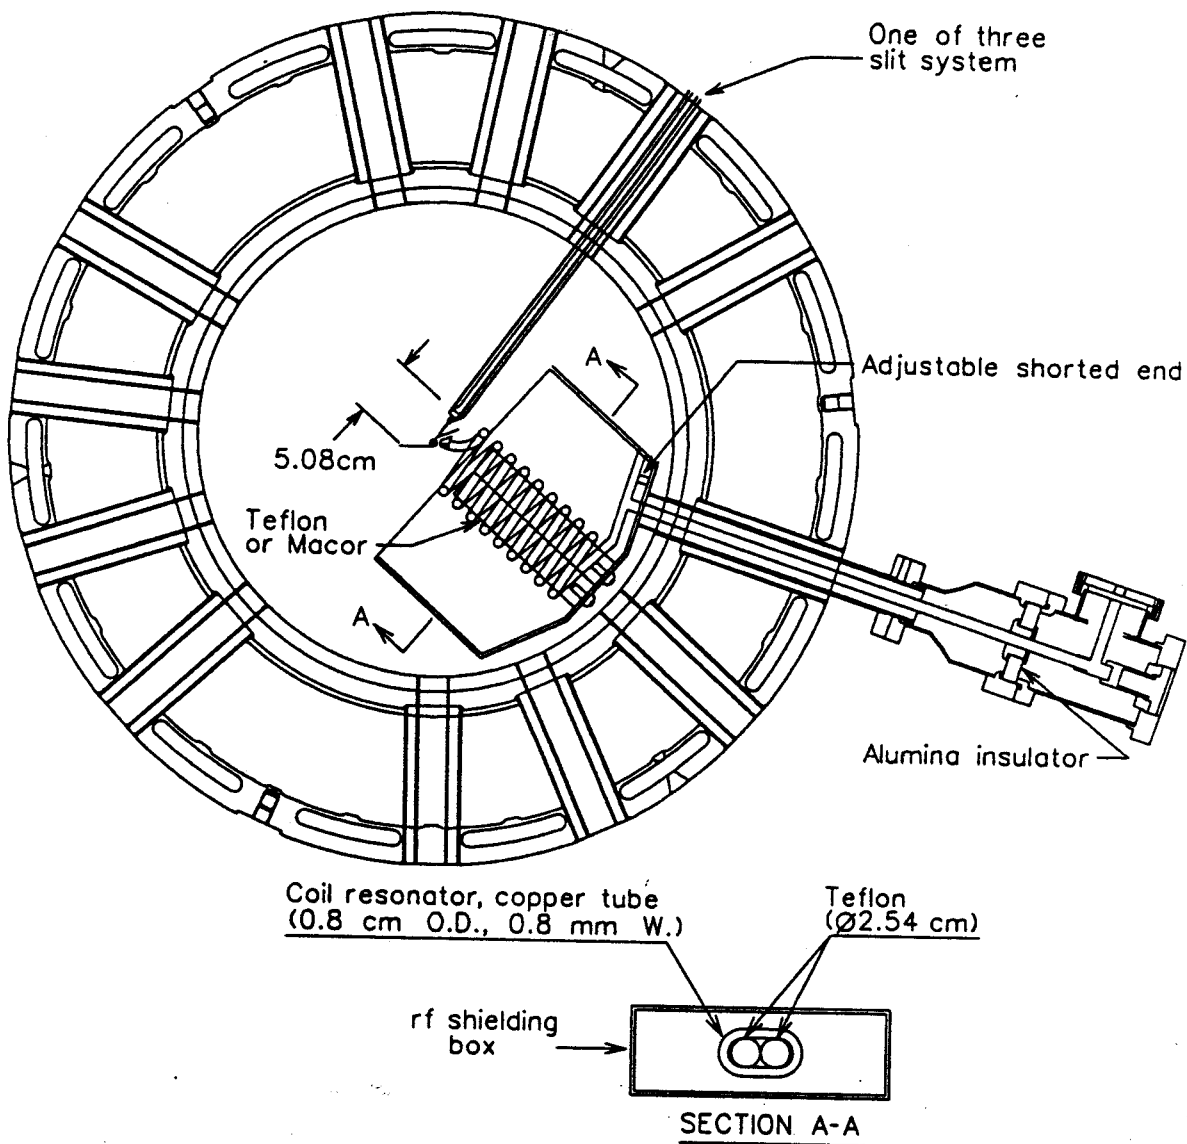 One of three
slit system
A
Adjustable shorted end
5.08cm
Teflon
or Macor
A
Alumina insulator
Coil resonator, copper tube
(0.8 cm O.D., 0.8 mm W.)
Teflon
(Ø2.54 cm)
rf shielding
box
SECTION A-A